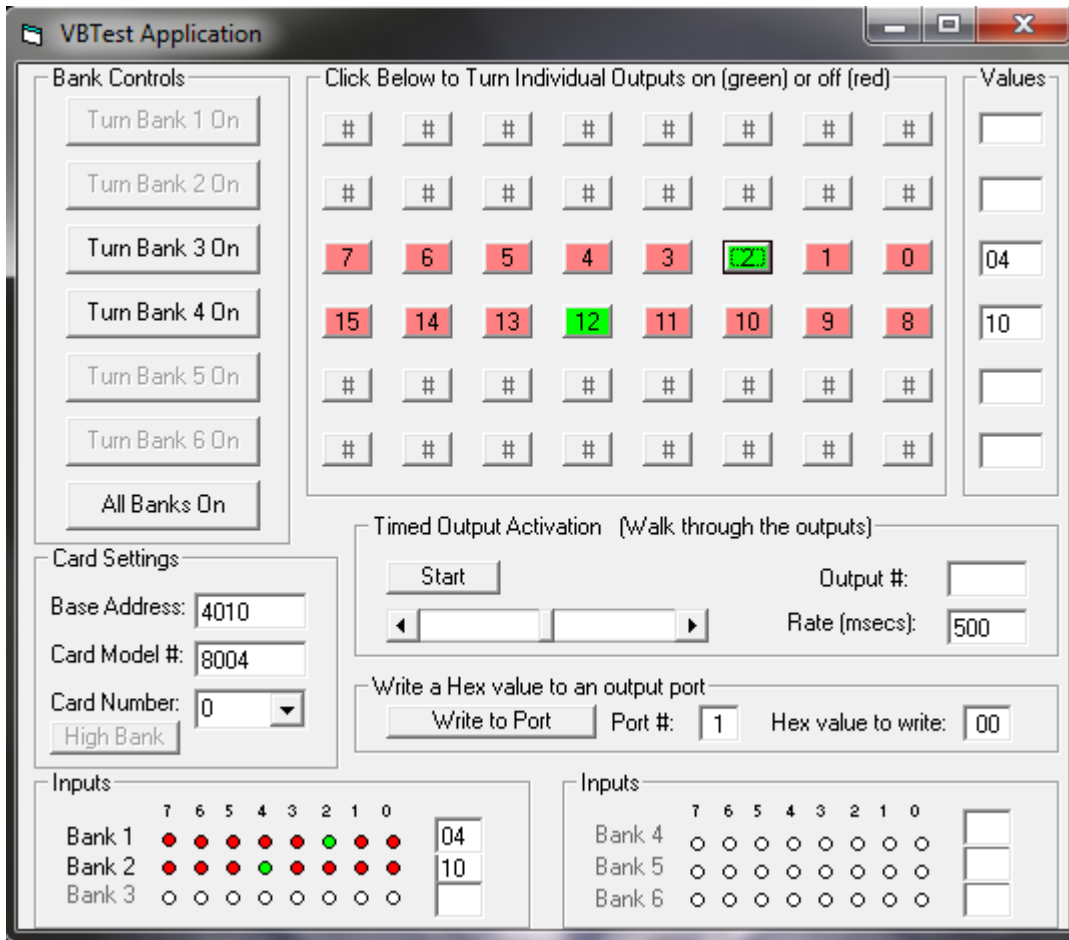 VBTest Application
Bank Controls
Turn Bank 1 On
Turn Bank 2 On
Turn Bank 3 On
Turn Bank 4 On
Turn Bank 5 On
Turn Bank 6 On
All Banks On
Click Below to Turn Individual Outputs on (green) or off (red)
# # # # # # # #
# # # # # # # #
7 6 5 4 3 2 1 0
15 14 13 12 11 10 9 8
# # # # # # # #
# # # # # # # #
Values
04
10
Card Settings
Base Address: 4010
Card Model #: 8004
Card Number: 0
High Bank
Timed Output Activation (Walk through the outputs)
Start Output #:
Rate (msecs): 500
Write a Hex value to an output port
Write to Port Port #: 1 Hex value to write: 00
Inputs
7 6 5 4 3 2 1 0
Bank 1 04
Bank 2 10
Bank 3
Inputs
7 6 5 4 3 2 1 0
Bank 4
Bank 5
Bank 6